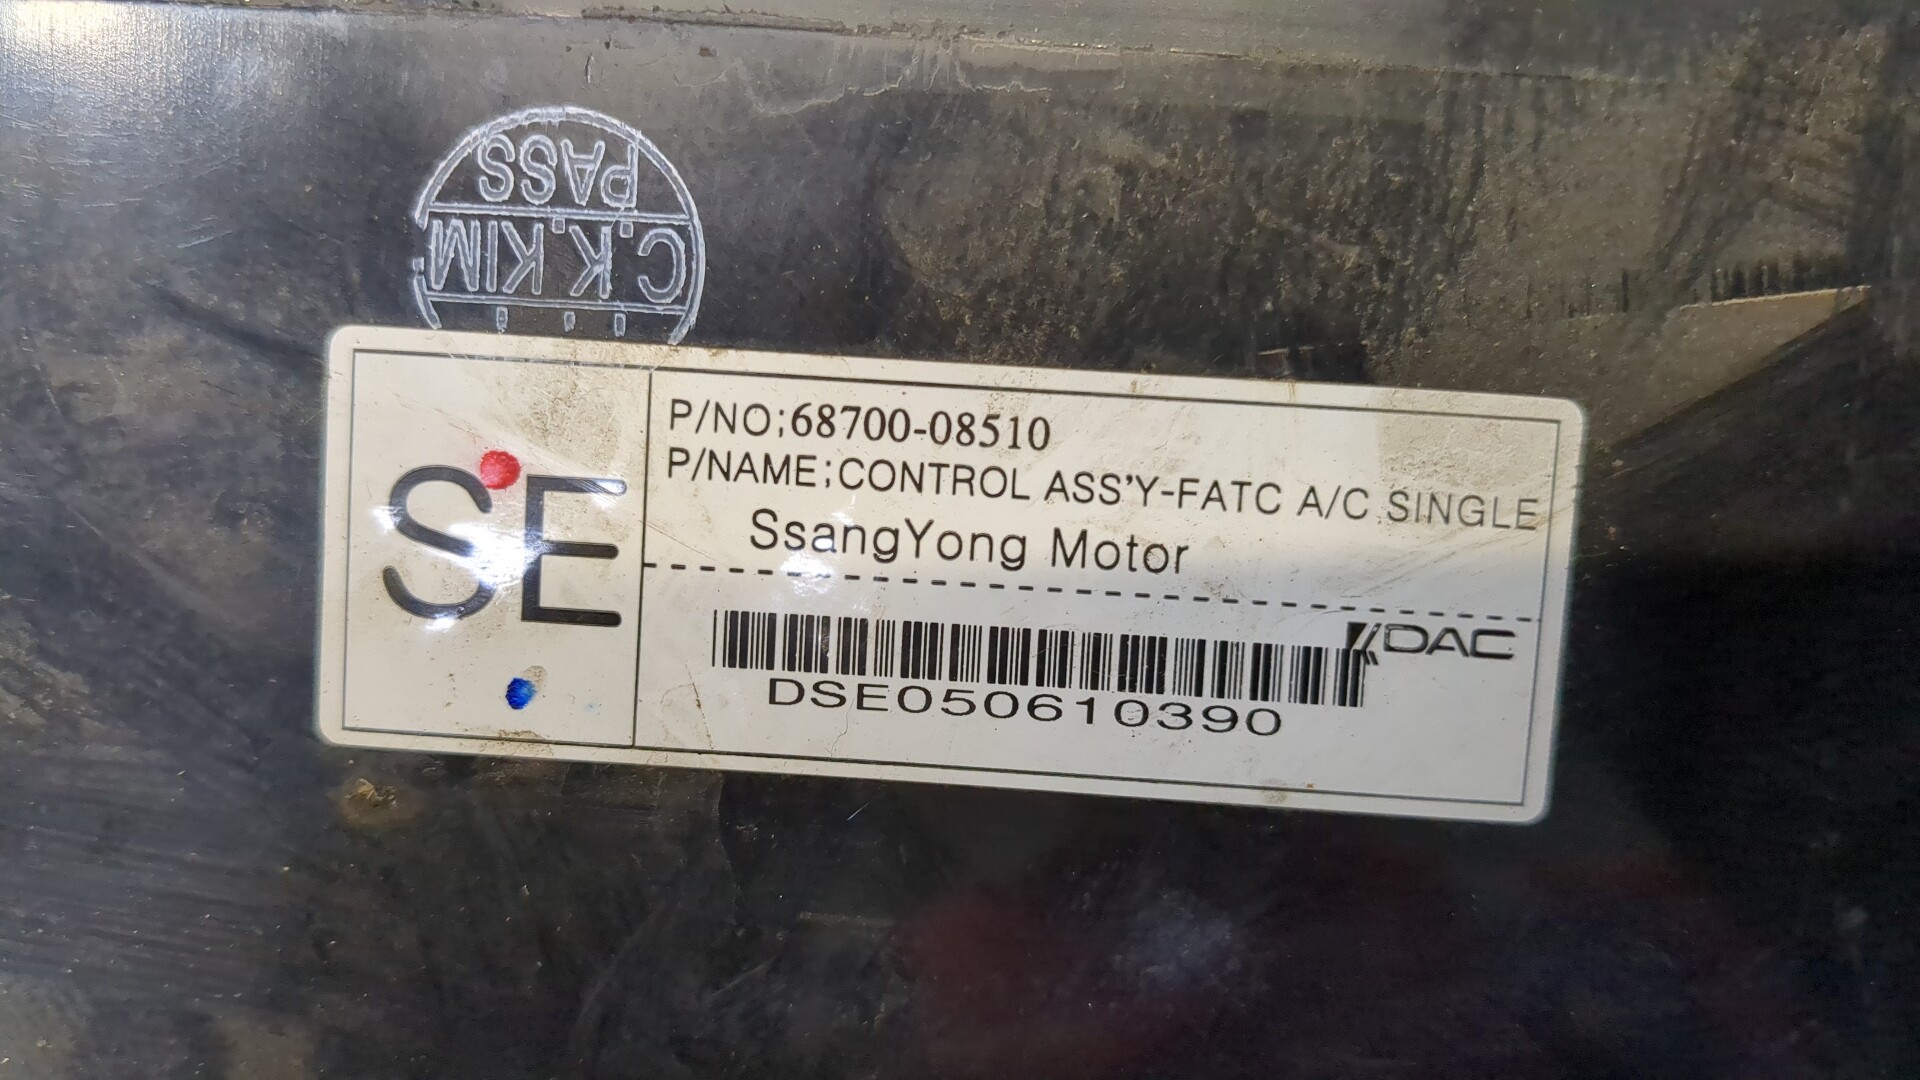 PASS
C.K.KIM
SE
P/NO;68700-08510
P/NAME;CONTROL ASS'Y-FATC A/C SINGLE
SsangYong Motor
DAC
DSE050610390